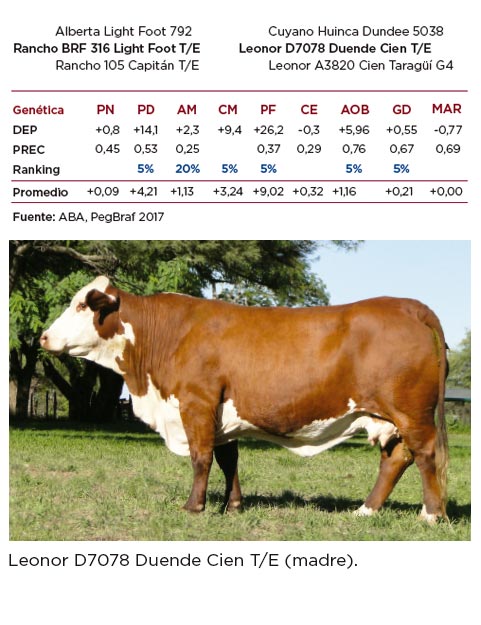 Alberta Light Foot 792
Rancho BRF 316 Light Foot T/E
Rancho 105 Capitán T/E
Cuyano Huinca Dundee 5038
Leonor D7078 Duende Cien T/E
Leonor A3820 Cien Taragüí G4
Genética PN PD AM CM PF CE AOB GD MAR
DEP +0,8 +14,1 +2,3 +9,4 +26,2 -0,3 +5,96 +0,55 -0,77
PREC 0,45 0,53 0,25 0,37 0,29 0,76 0,67 0,69
Ranking 5% 20% 5% 5% 5% 5%
Promedio +0,09 +4,21 +1,13 +3,24 +9,02 +0,32 +1,16 +0,21 +0,00
Fuente: ABA, PegBraf 2017
Leonor D7078 Duende Cien T/E (madre).